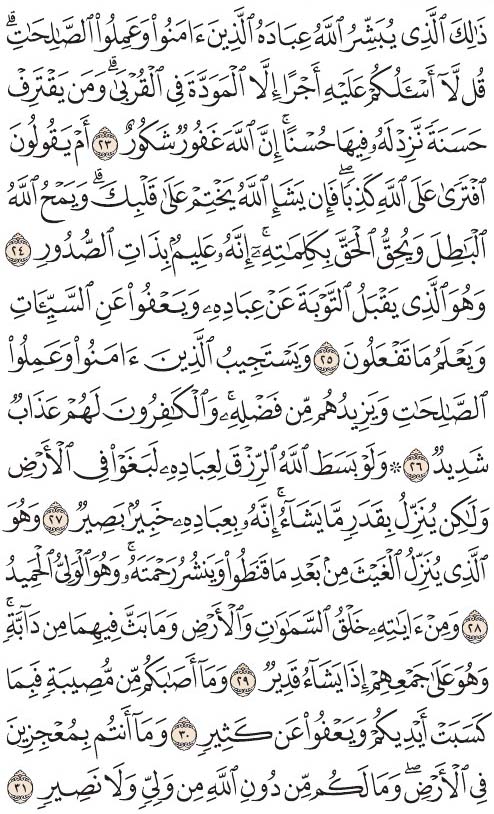 ذَٰلِكَ ٱلَّذِي يُبَشِّرُ ٱللَّهُ عِبَادَهُ ٱلَّذِينَ ءَامَنُواْ وَعَمِلُواْ ٱلصَّٰلِحَٰتِۗ
قُل لَّآ أَسۡـَٔلُكُمۡ عَلَيۡهِ أَجۡرًا إِلَّا ٱلۡمَوَدَّةَ فِي ٱلۡقُرۡبَىٰۗ وَمَن يَقۡتَرِفۡ
حَسَنَةٗ نَّزِدۡ لَهُۥ فِيهَا حُسۡنًاۚ إِنَّ ٱللَّهَ غَفُورٞ شَكُورٌ ٢٣ أَمۡ يَقُولُونَ
ٱفۡتَرَىٰ عَلَى ٱللَّهِ كَذِبٗاۖ فَإِن يَشَإِ ٱللَّهُ يَخۡتِمۡ عَلَىٰ قَلۡبِكَۗ وَيَمۡحُ ٱللَّهُ
ٱلۡبَٰطِلَ وَيُحِقُّ ٱلۡحَقَّ بِكَلِمَٰتِهِۦٓۚ إِنَّهُۥ عَلِيمُۢ بِذَاتِ ٱلصُّدُورِ ٢٤
وَهُوَ ٱلَّذِي يَقۡبَلُ ٱلتَّوۡبَةَ عَنۡ عِبَادِهِۦ وَيَعۡفُواْ عَنِ ٱلسَّيِّـَٔاتِ
وَيَعۡلَمُ مَا تَفۡعَلُونَ ٢٥ وَيَسۡتَجِيبُ ٱلَّذِينَ ءَامَنُواْ وَعَمِلُواْ
ٱلصَّٰلِحَٰتِ وَيَزِيدُهُم مِّن فَضۡلِهِۦۚ وَٱلۡكَٰفِرُونَ لَهُمۡ عَذَابٞ
شَدِيدٞ ٢٦ ۞ وَلَوۡ بَسَطَ ٱللَّهُ ٱلرِّزۡقَ لِعِبَادِهِۦ لَبَغَوۡاْ فِي ٱلۡأَرۡضِ
وَلَٰكِن يُنَزِّلُ بِقَدَرٖ مَّا يَشَآءُۚ إِنَّهُۥ بِعِبَادِهِۦ خَبِيرُۢ بَصِيرٞ ٢٧ وَهُوَ
ٱلَّذِي يُنَزِّلُ ٱلۡغَيۡثَ مِنۢ بَعۡدِ مَا قَنَطُواْ وَيَنشُرُ رَحۡمَتَهُۥۚ وَهُوَ ٱلۡوَلِيُّ ٱلۡحَمِيدُ
٢٨ وَمِنۡ ءَايَٰتِهِۦ خَلۡقُ ٱلسَّمَٰوَٰتِ وَٱلۡأَرۡضِ وَمَا بَثَّ فِيهِمَا مِن دَآبَّةٖۚ
وَهُوَ عَلَىٰ جَمۡعِهِمۡ إِذَا يَشَآءُ قَدِيرٞ ٢٩ وَمَآ أَصَٰبَكُم مِّن مُّصِيبَةٖ فَبِمَا
كَسَبَتۡ أَيۡدِيكُمۡ وَيَعۡفُواْ عَن كَثِيرٖ ٣٠ وَمَآ أَنتُم بِمُعۡجِزِينَ
فِي ٱلۡأَرۡضِۖ وَمَا لَكُم مِّن دُونِ ٱللَّهِ مِن وَلِيّٖ وَلَا نَصِيرٖ ٣١